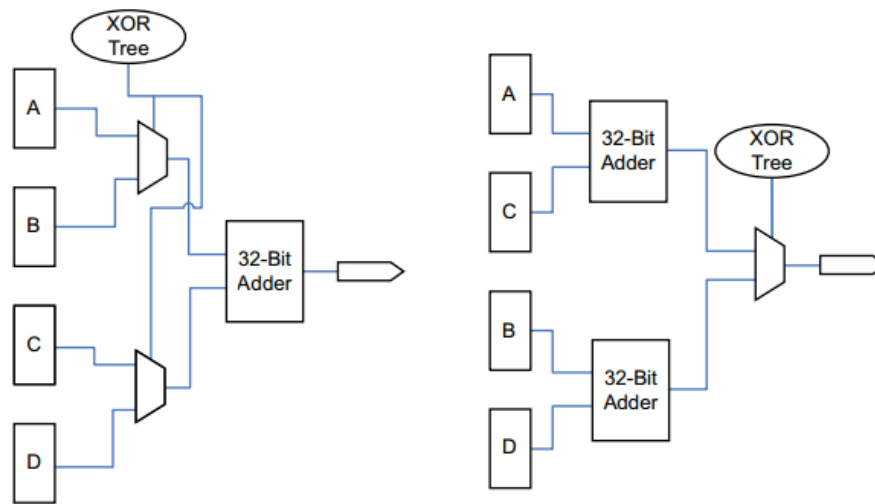 XOR
Tree
A
B
C
D
32-Bit
Adder
A
C
B
D
32-Bit
Adder
32-Bit
Adder
XOR
Tree